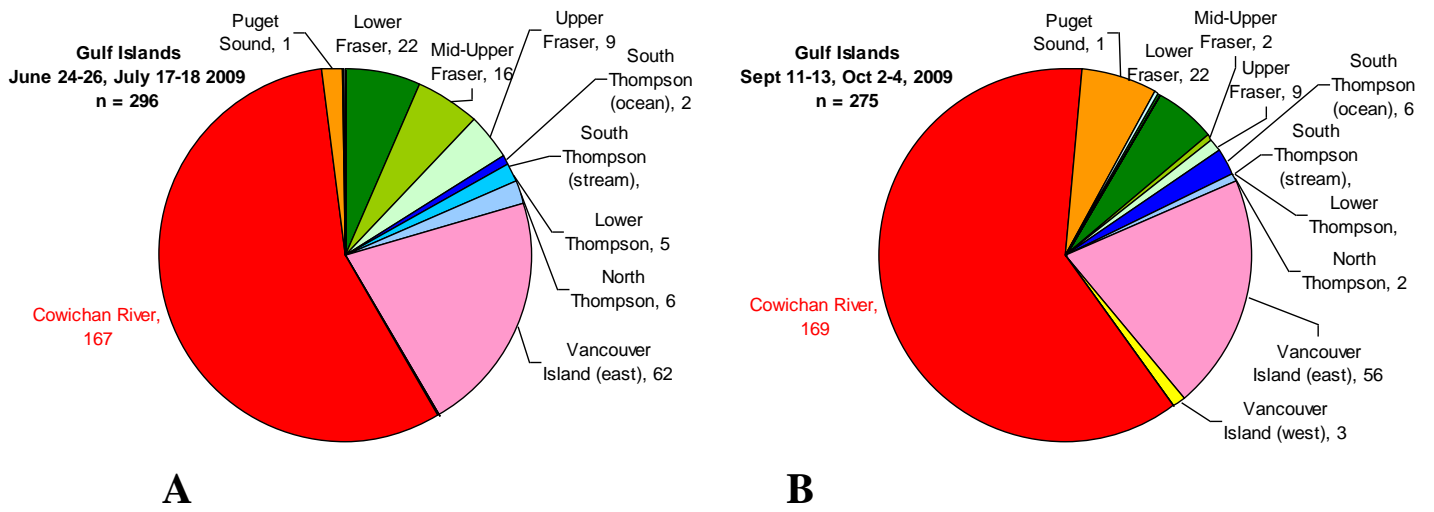 Gulf Islands
June 24-26, July 17-18 2009
n = 296
Puget
Sound, 1
Lower
Fraser, 22
Mid-Upper
Fraser, 16
Upper
Fraser, 9
South
Thompson
(ocean), 2
South
Thompson
(stream),
Lower
Thompson, 5
North
Thompson, 6
Vancouver
Island (east), 62
Cowichan River,
167
A
Gulf Islands
Sept 11-13, Oct 2-4, 2009
n = 275
Puget
Sound, 1
Lower
Fraser, 22
Mid-Upper
Fraser, 2
Upper
Fraser, 9
South
Thompson
(ocean), 6
South
Thompson
(stream),
Lower
Thompson,
North
Thompson, 2
Vancouver
Island (east), 56
Vancouver
Island (west), 3
Cowichan River,
169
B